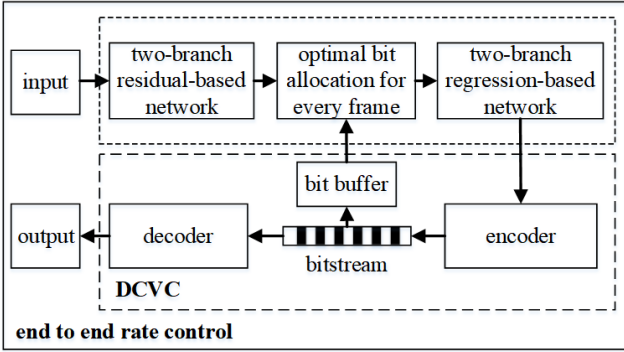 input
two-branch
residual-based
network
optimal bit
allocation for
every frame
two-branch
regression-based
network
bit buffer
output
decoder
bitstream
encoder
DCVC
end to end rate control